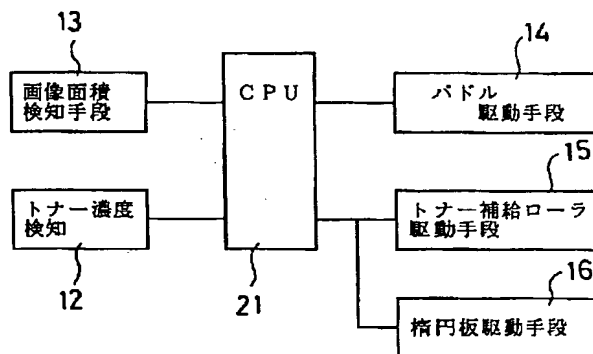 13
画像面積
検知手段
トナー濃度
検知
12
CPU
21
14
パドル
駆動手段
15
トナー補給ローラ
駆動手段
16
楕円板駆動手段